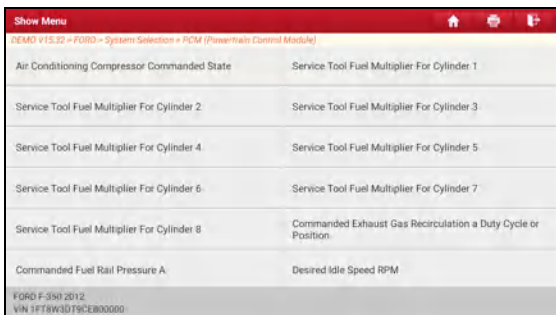 Show Menu
DEMO V15.32 > FORD > System Selection > PCM (Powertrain Control Module)
Air Conditioning Compressor Commanded State
Service Tool Fuel Multiplier For Cylinder 1
Service Tool Fuel Multiplier For Cylinder 2
Service Tool Fuel Multiplier For Cylinder 3
Service Tool Fuel Multiplier For Cylinder 4
Service Tool Fuel Multiplier For Cylinder 5
Service Tool Fuel Multiplier For Cylinder 6
Service Tool Fuel Multiplier For Cylinder 7
Service Tool Fuel Multiplier For Cylinder 8
Commanded Exhaust Gas Recirculation a Duty Cycle or
Position
Commanded Fuel Rail Pressure A
Desired Idle Speed RPM
FORD F-350 2012
VIN 1FT8W3DT9CEB00000